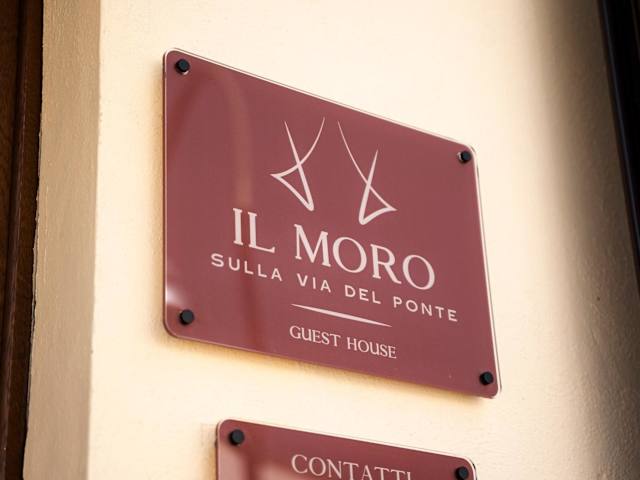 IL MORO
SULLA VIA DEL PONTE
GUEST HOUSE
CONTATTI